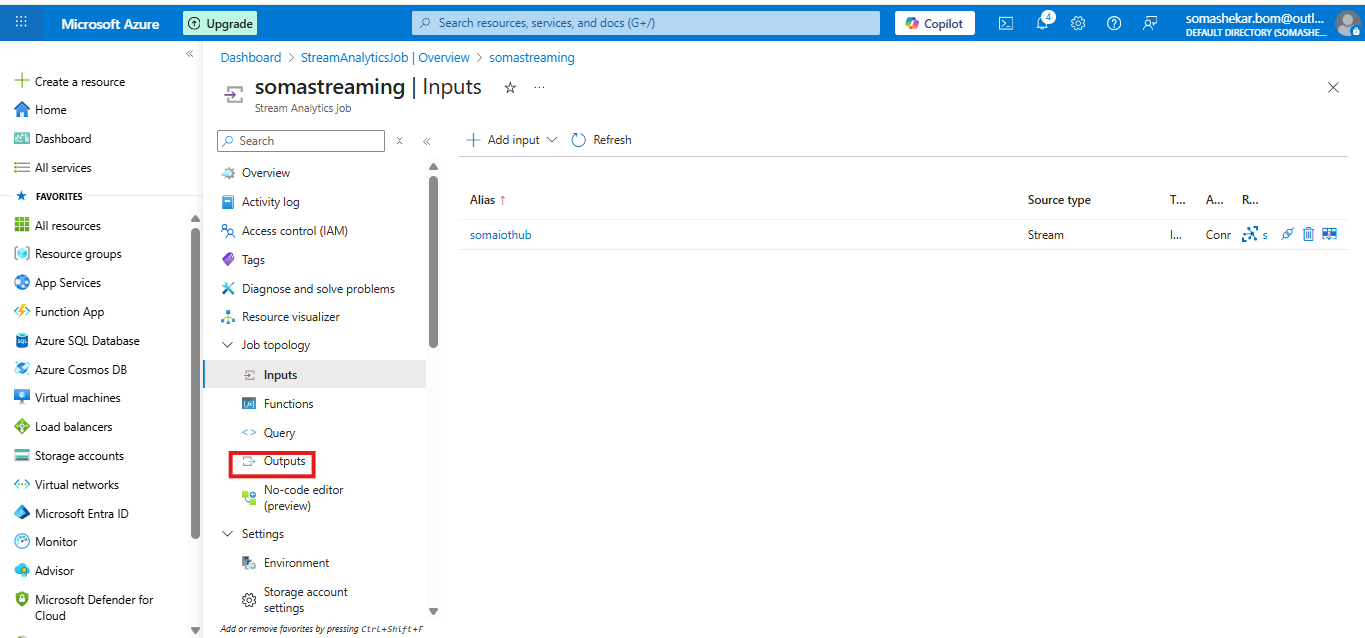 Microsoft Azure
Upgrade
Search resources, services, and docs (G+/)
Copilot
4
somashekar.bom@outl...
DEFAULT DIRECTORY (SOMASHE...
Create a resource
Home
Dashboard
All services
FAVORITES
All resources
Resource groups
App Services
Function App
SQL
Azure SQL Database
Azure Cosmos DB
Virtual machines
Load balancers
Storage accounts
Virtual networks
Microsoft Entra ID
Monitor
Advisor
Microsoft Defender for
Cloud
Dashboard > StreamAnalyticsJob | Overview > somastreaming
somastreaming | Inputs
Stream Analytics job
Search
Overview
Activity log
Access control (IAM)
Tags
Diagnose and solve problems
Resource visualizer
Job topology
Inputs
Functions
Query
Outputs
No-code editor
(preview)
Settings
Environment
Storage account
settings
Add or remove favorites by pressing Ctrl+Shift+F
Add input
Refresh
Alias ↑ Source type T... A... R...
somaiothub Stream I... Conr s